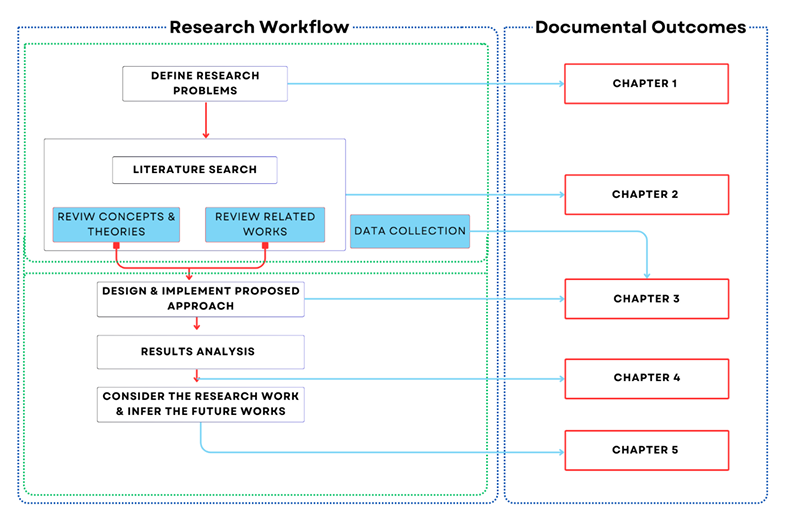 Research Workflow
Documental Outcomes
DEFINE RESEARCH
PROBLEMS
CHAPTER 1
LITERATURE SEARCH
CHAPTER 2
REVIW CONCEPTS &
THEORIES
REVIEW RELATED
WORKS
DATA COLLECTION
DESIGN & IMPLEMENT PROPOSED
APPROACH
CHAPTER 3
RESULTS ANALYSIS
CHAPTER 4
CONSIDER THE RESEARCH WORK
& INFER THE FUTURE WORKS
CHAPTER 5